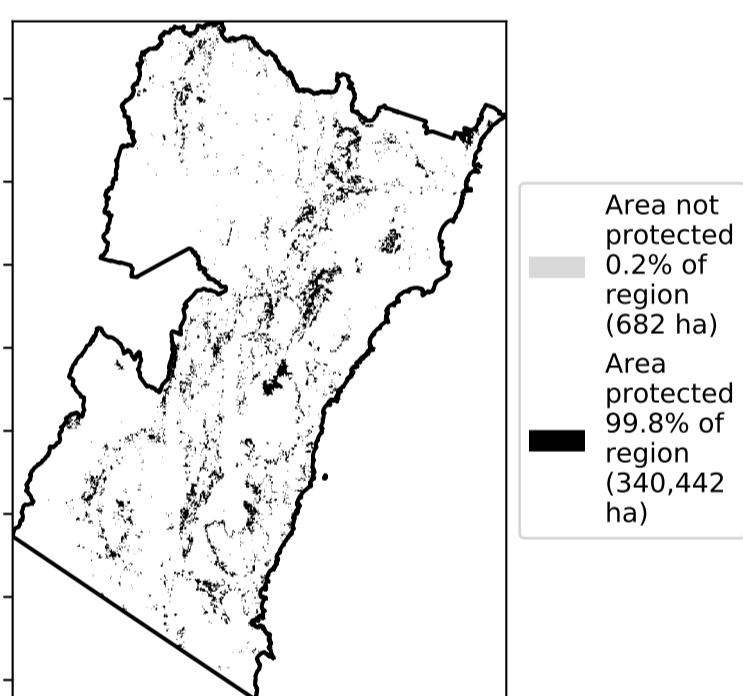 Area not
protected
0.2% of
region
(682 ha)
Area
protected
99.8% of
region
(340,442
ha)